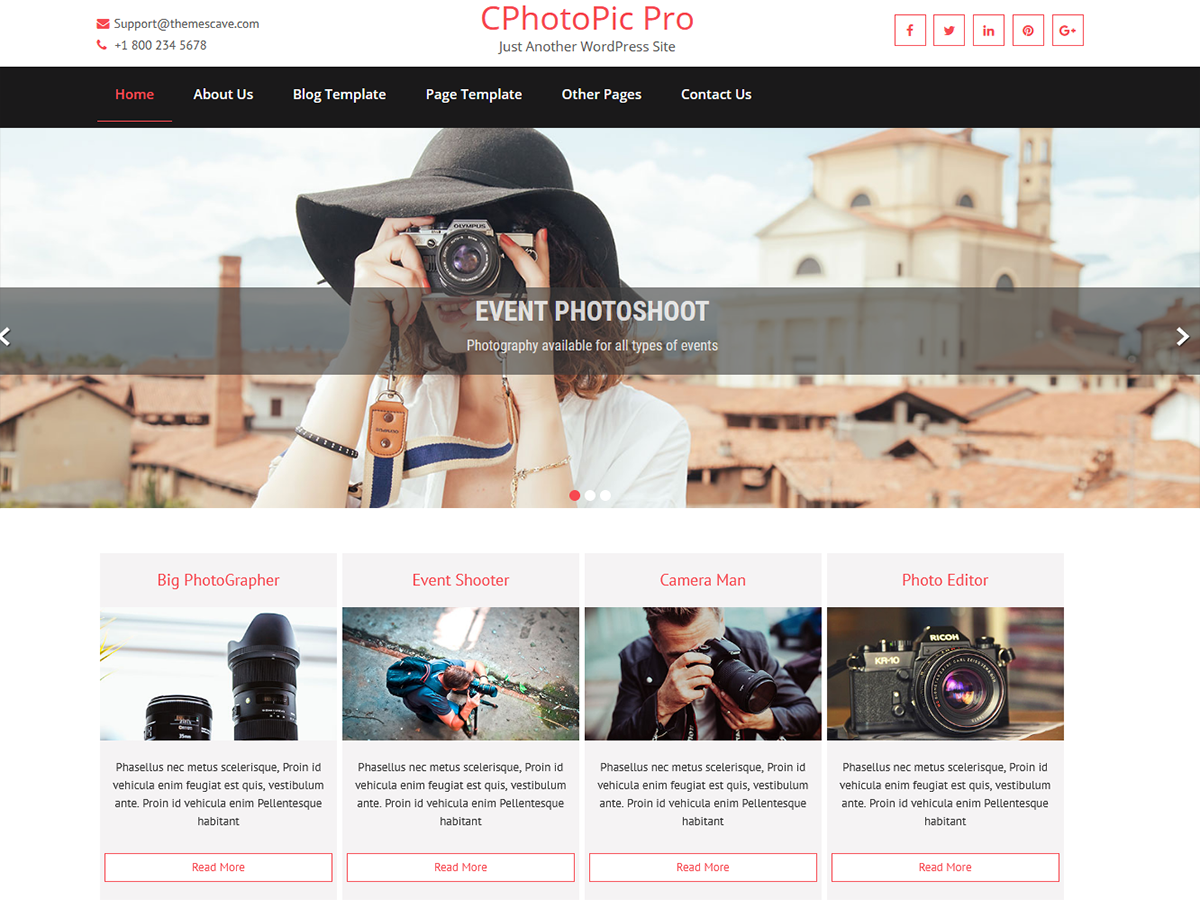 Support@themescave.com
+1 800 234 5678
CPhotoPic Pro
Just Another WordPress Site
Home About Us Blog Template Page Template Other Pages Contact Us
OLYMPUS
EVENT PHOTOSHOOT
Photography available for all types of events
Big PhotoGrapher
Event Shooter
Camera Man
Photo Editor
35mm
RICOH
KR-10
Phasellus nec metus scelerisque, Proin id
vehicula enim feugiat est quis, vestibulum
ante. Proin id vehicula enim Pellentesque
habitant
Read More
Phasellus nec metus scelerisque, Proin id
vehicula enim feugiat est quis, vestibulum
ante. Proin id vehicula enim Pellentesque
habitant
Read More
Phasellus nec metus scelerisque, Proin id
vehicula enim feugiat est quis, vestibulum
ante. Proin id vehicula enim Pellentesque
habitant
Read More
Phasellus nec metus scelerisque, Proin id
vehicula enim feugiat est quis, vestibulum
ante. Proin id vehicula enim Pellentesque
habitant
Read More